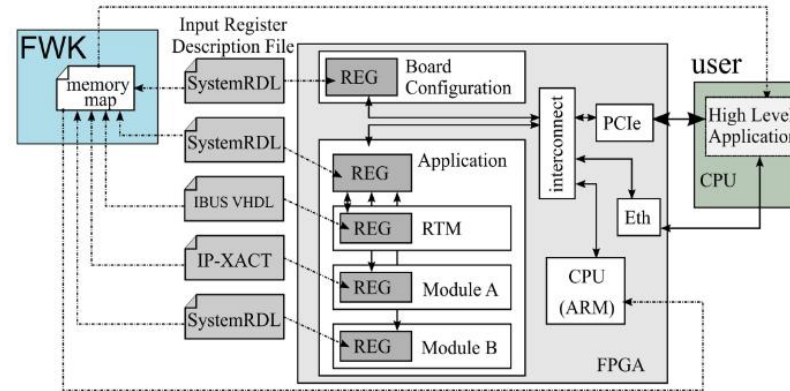 FWK
memory
map
Input Register
Description File
SystemRDL
SystemRDL
IBUS VHDL
IP-XACT
SystemRDL
REG
Board
Configuration
REG
Application
REG
RTM
REG
Module A
REG
Module B
interconnect
PCIe
Eth
CPU
(ARM)
FPGA
user
High Level
Application
CPU